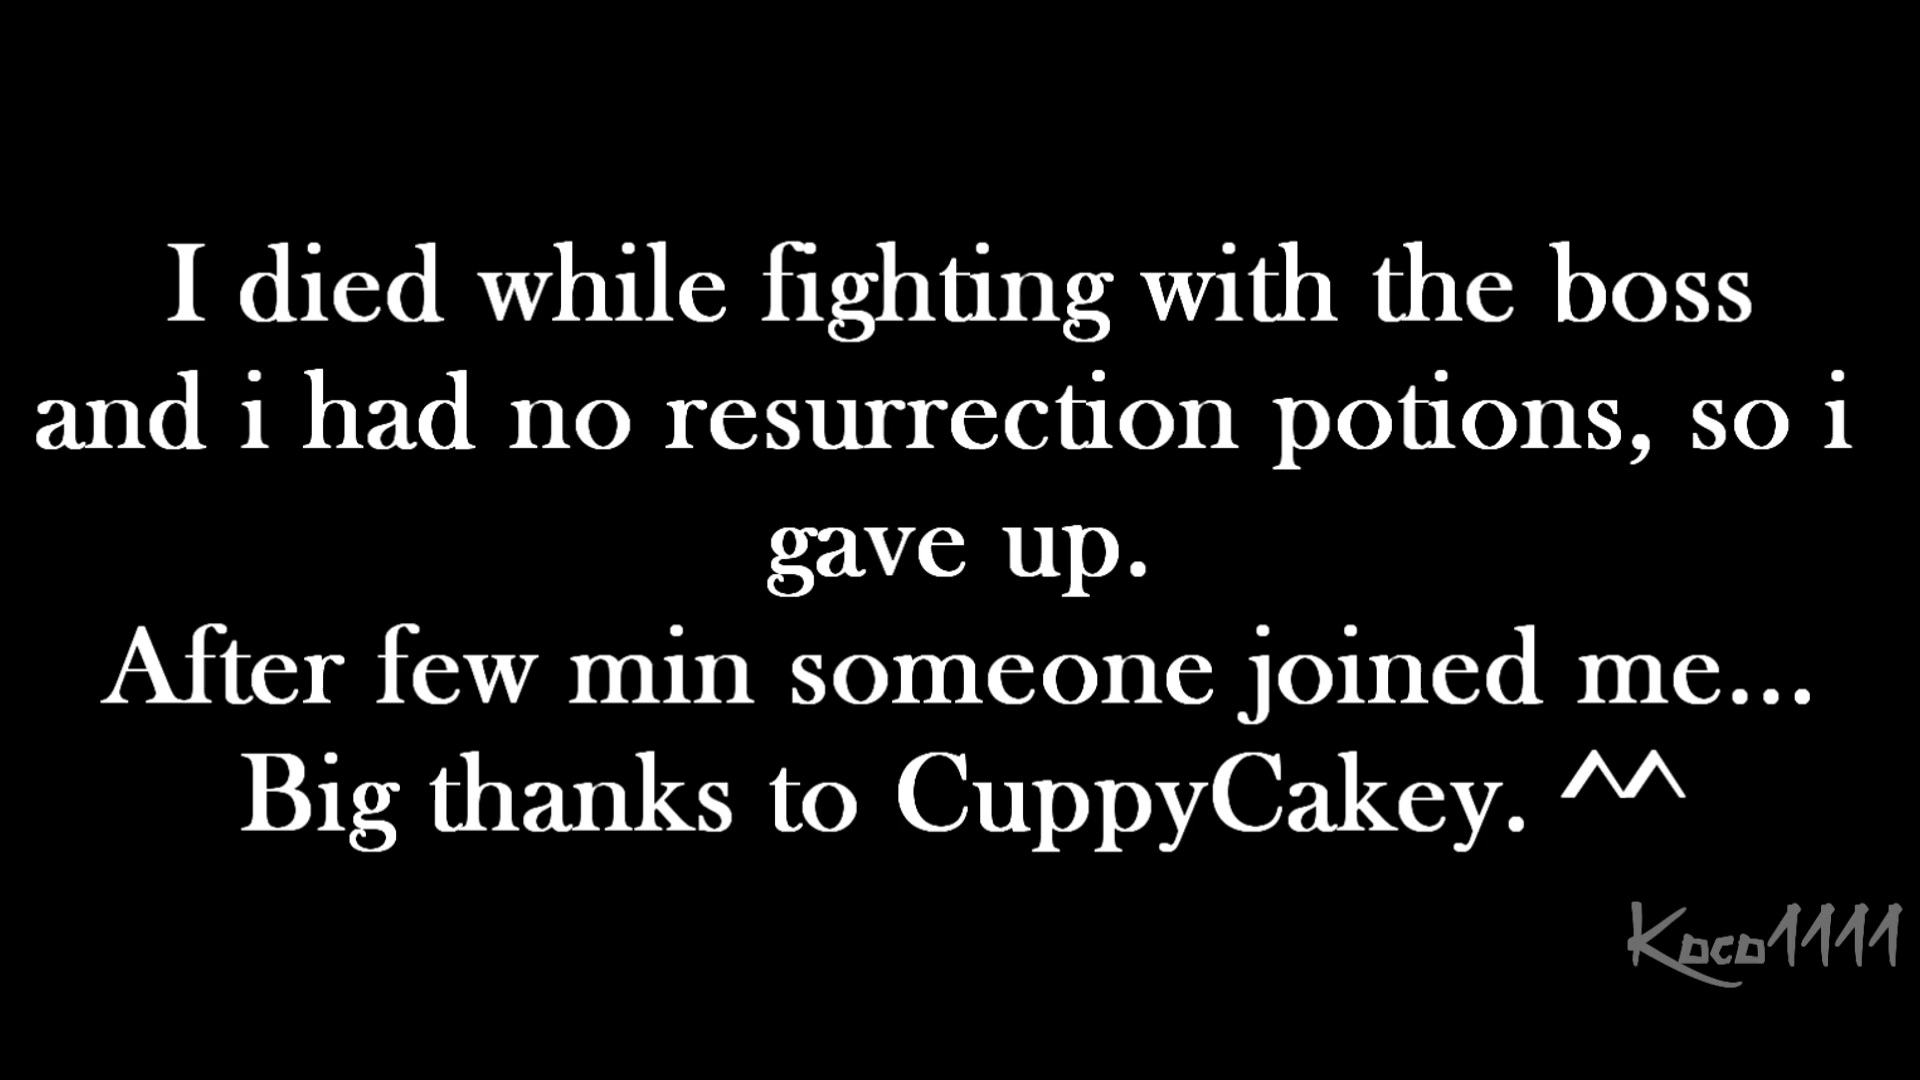 I died while fighting with the boss
and i had no resurrection potions, so i
gave up.
After few min someone joined me...
Big thanks to CuppyCakey. ^^
Koco1111